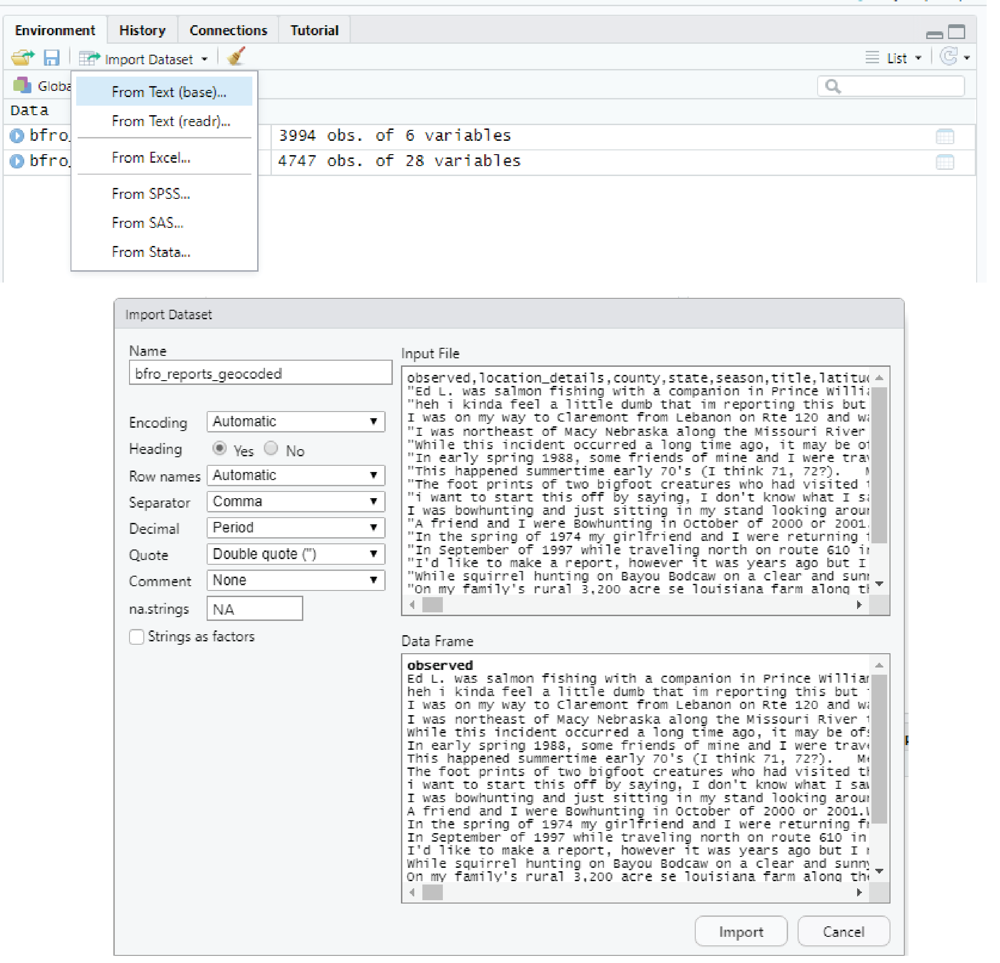 Environment History Connections Tutorial
Import Dataset List
Data
From Text (base)...
From Text (readr)...
3994 obs. of 6 variables
From Excel...
4747 obs. of 28 variables
From SPSS...
From SAS...
From Stata...
Import Dataset
Name
bfro_reports_geocoded
Encoding Automatic
Heading Yes No
Row names Automatic
Separator Comma
Decimal Period
Quote Double quote (")
Comment None
na.strings NA
Strings as factors
Input File
observed,location_details,county,state,season,title,
"Ed L. was salmon fishing with a companion in Prince
"heh i kinda feel a little dumb that im reporting this but
I was on my way to Claremont from Lebanon on Rte 120 and
"I was northeast of Macy Nebraska along the Missouri River
"While this incident occurred a long time ago, it may be
"In early spring 1988, some friends of mine and I were
"This happened summertime early 70's (I think 71, 72?).
"The foot prints of two bigfoot creatures who had visited
"i want to start this off by saying, I don't know what I
I was bowhunting and just sitting in my stand looking
"A friend and I were Bowhunting in October of 2000 or 2001.
"In the spring of 1974 my girlfriend and I were returning
"In September of 1997 while traveling north on route 610
"I'd like to make a report, however it was years ago but I
"While squirrel hunting on Bayou Bodcaw on a clear and
"On my family's rural 3,200 acre se louisiana farm along
Data Frame
observed
Ed L. was salmon fishing with a companion in Prince
heh i kinda feel a little dumb that im reporting this but
I was on my way to Claremont from Lebanon on Rte 120 and
I was northeast of Macy Nebraska along the Missouri River
While this incident occurred a long time ago, it may be
In early spring 1988, some friends of mine and I were
This happened summertime early 70's (I think 71, 72?).
The foot prints of two bigfoot creatures who had visited
i want to start this off by saying, I don't know what I
I was bowhunting and just sitting in my stand looking
A friend and I were Bowhunting in October of 2000 or 2001.
In the spring of 1974 my girlfriend and I were returning
In September of 1997 while traveling north on route 610 in
I'd like to make a report, however it was years ago but I
While squirrel hunting on Bayou Bodcaw on a clear and
On my family's rural 3,200 acre se louisiana farm along
Import Cancel